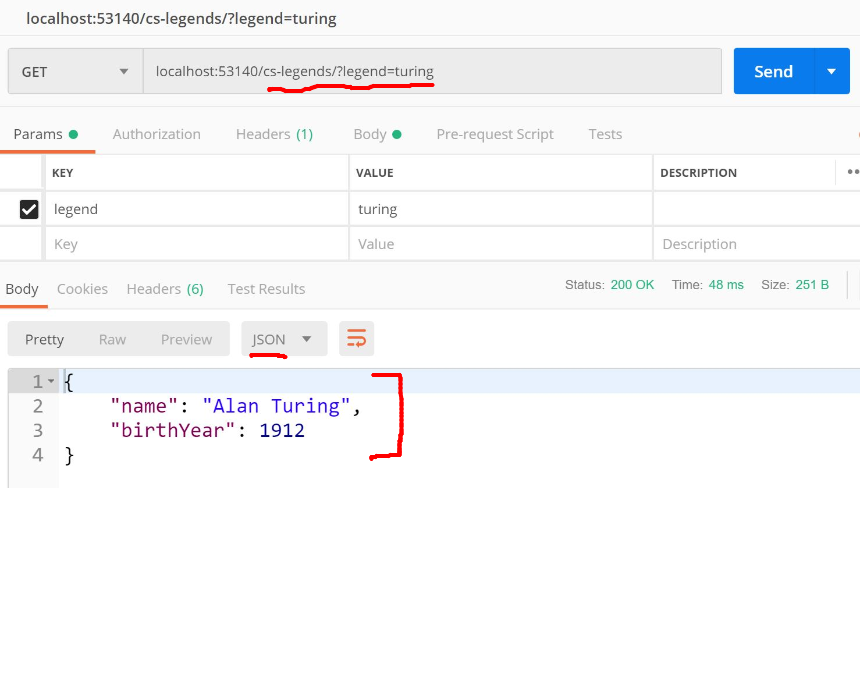 localhost:53140/cs-legends/?legend=turing
GET localhost:53140/cs-legends/?legend=turing Send
Params Authorization Headers (1) Body Pre-request Script Tests
KEY VALUE DESCRIPTION
legend turing
Key Value Description
Body Cookies Headers (6) Test Results Status: 200 OK Time: 48 ms Size: 251 B
Pretty Raw Preview JSON
1 {
2 "name": "Alan Turing",
3 "birthYear": 1912
4 }